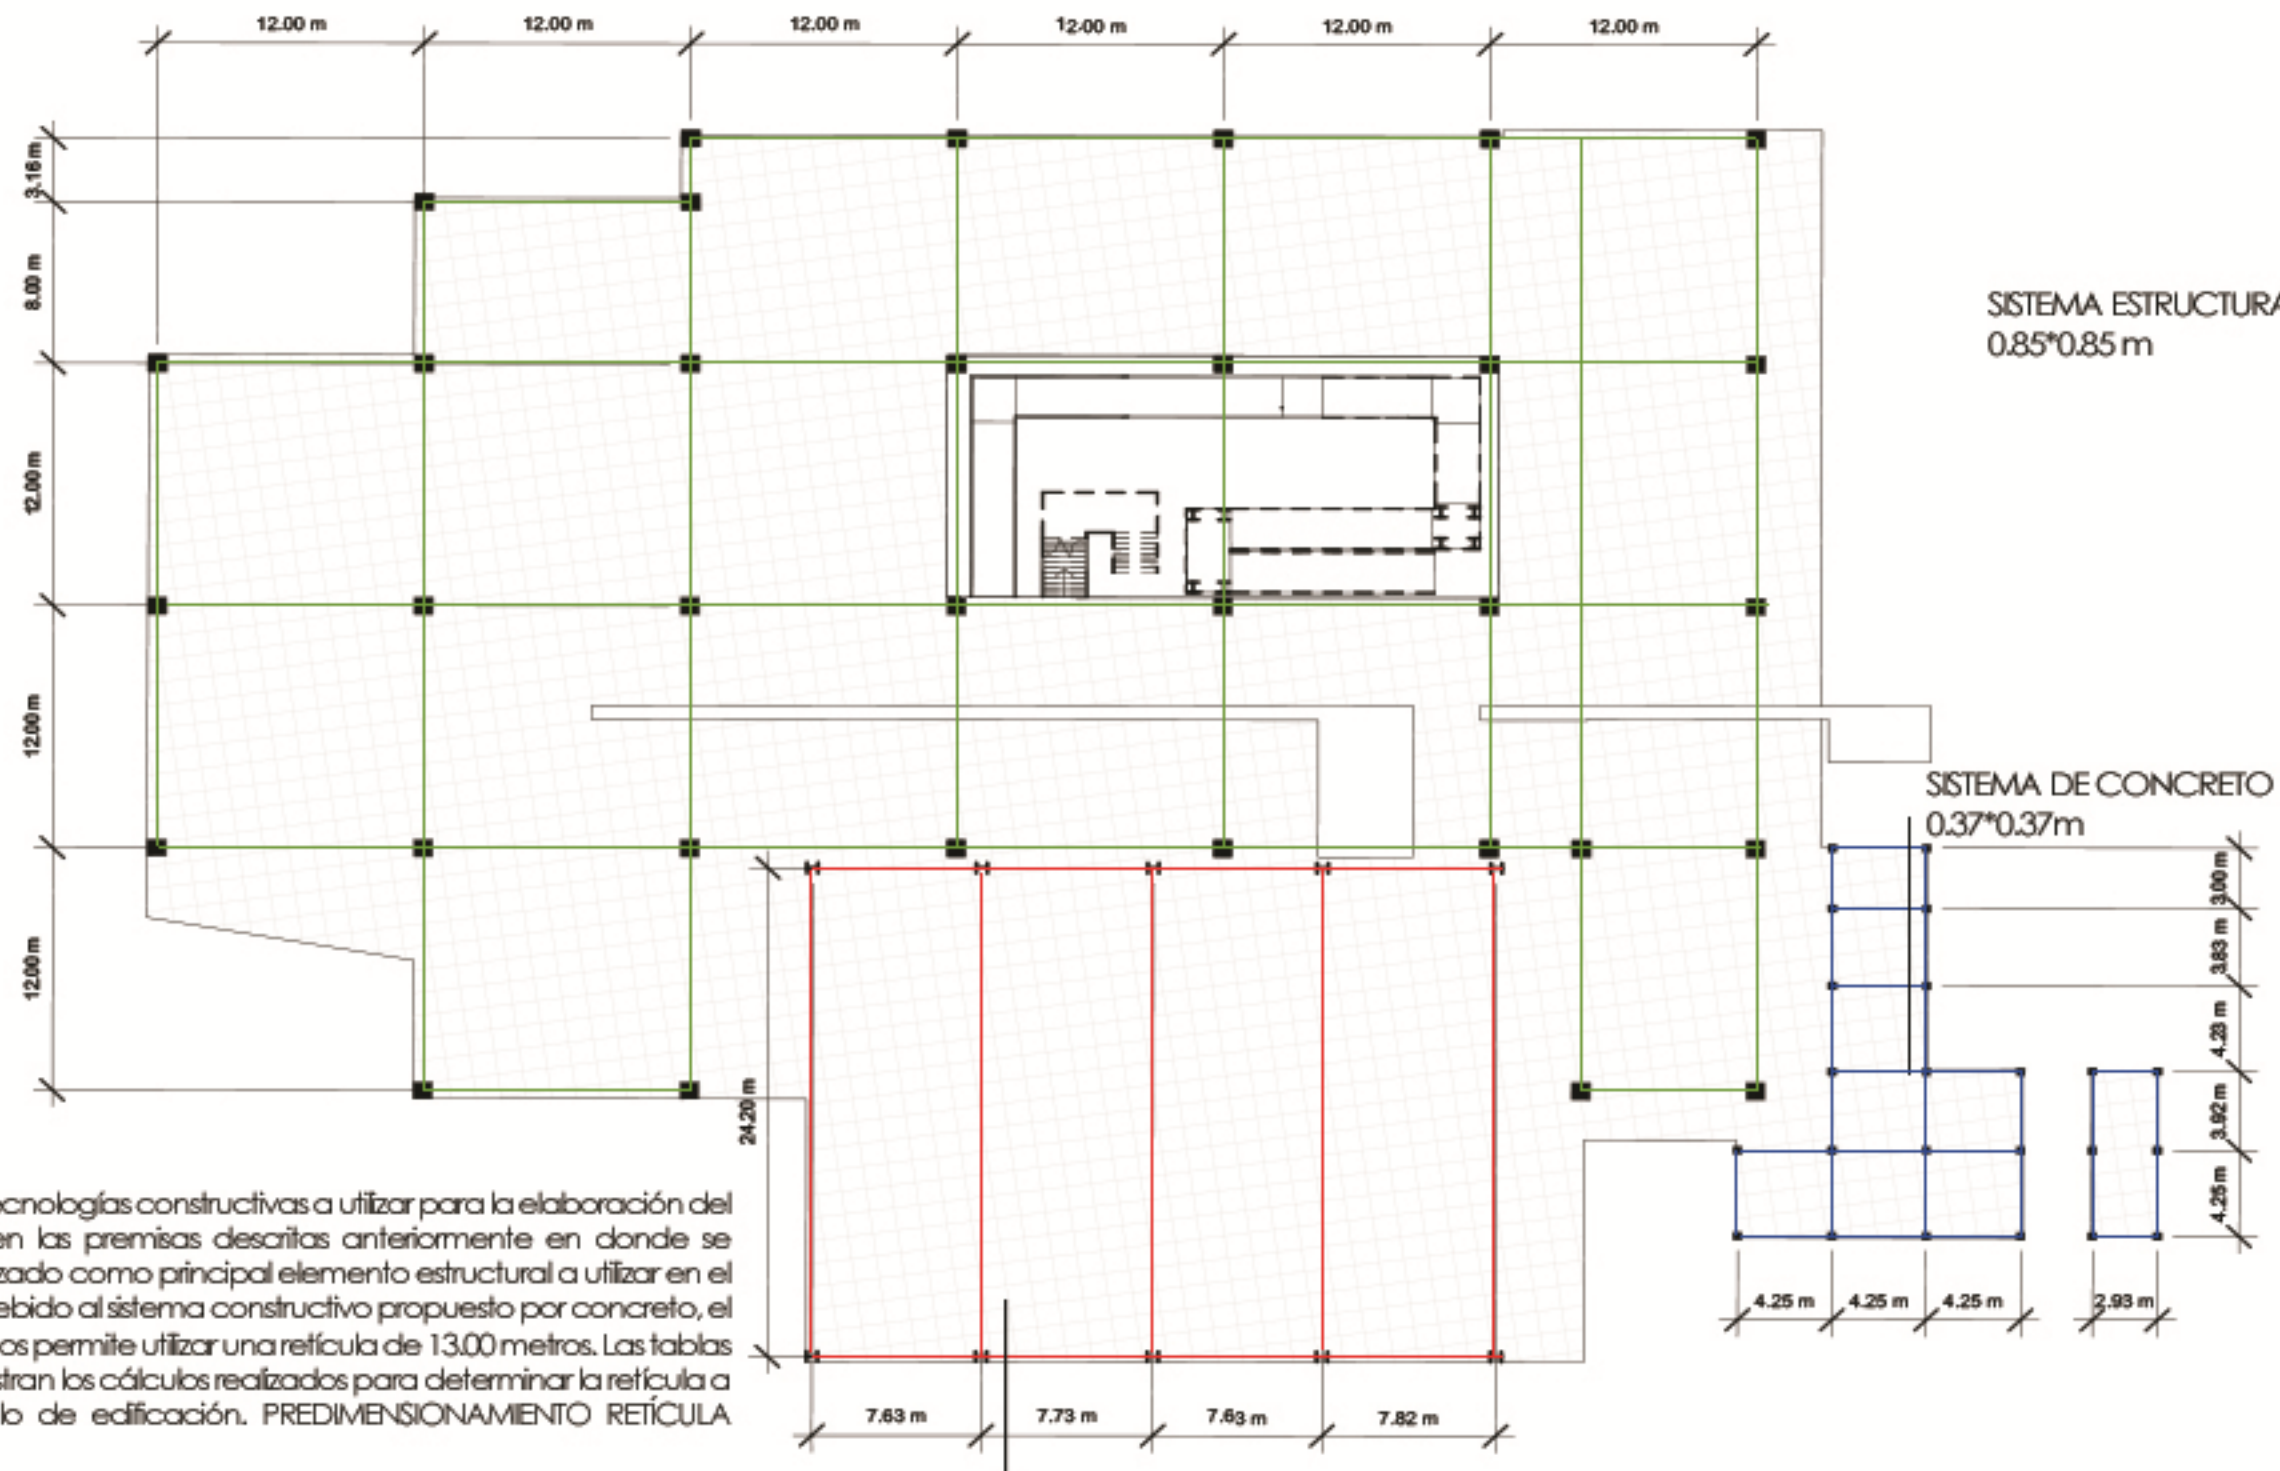 12.00 m
12.00 m
12.00 m
12.00 m
12.00 m
12.00 m
3.16 m
8.00 m
12.00 m
12.00 m
12.00 m
SISTEMA ESTRUCTURA
0.85*0.85 m
SISTEMA DE CONCRETO
0.37*0.37m
3.00 m
3.83 m
4.23 m
3.92 m
4.25 m
4.25 m
4.25 m
4.25 m
2.93 m
24.20 m
7.63 m
7.73 m
7.63 m
7.82 m
ecnologías constructivas a utilizar para la elaboración del
en las premisas descritas anteriormente en donde se
zado como principal elemento estructural a utilizar en el
ebido al sistema constructivo propuesto por concreto, el
os permite utilizar una retícula de 13.00 metros. Las tablas
stran los cálculos realizados para determinar la retícula a
lo de edificación. PREDIMENSIONAMIENTO RETÍCULA